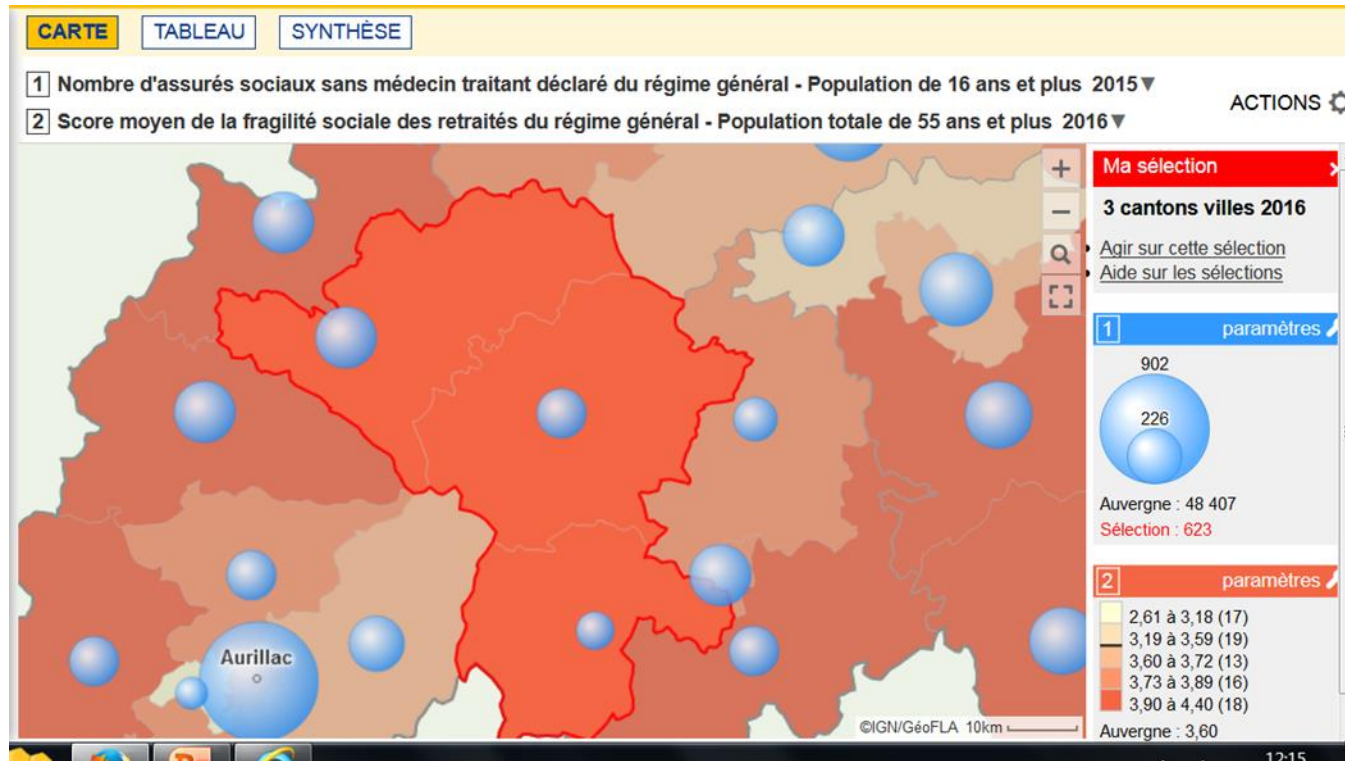 CARTE TABLEAU SYNTHÈSE
1 Nombre d'assurés sociaux sans médecin traitant déclaré du régime général - Population de 16 ans et plus 2015▼
2 Score moyen de la fragilité sociale des retraités du régime général - Population totale de 55 ans et plus 2016▼
ACTIONS
Ma sélection
3 cantons villes 2016
Agir sur cette sélection
Aide sur les sélections
1 paramètres
902
226
Auvergne : 48 407
Sélection : 623
2 paramètres
2,61 à 3,18 (17)
3,19 à 3,59 (19)
3,60 à 3,72 (13)
3,73 à 3,89 (16)
3,90 à 4,40 (18)
Auvergne : 3,60
Aurillac
©IGN/GéoFLA 10km
12:15